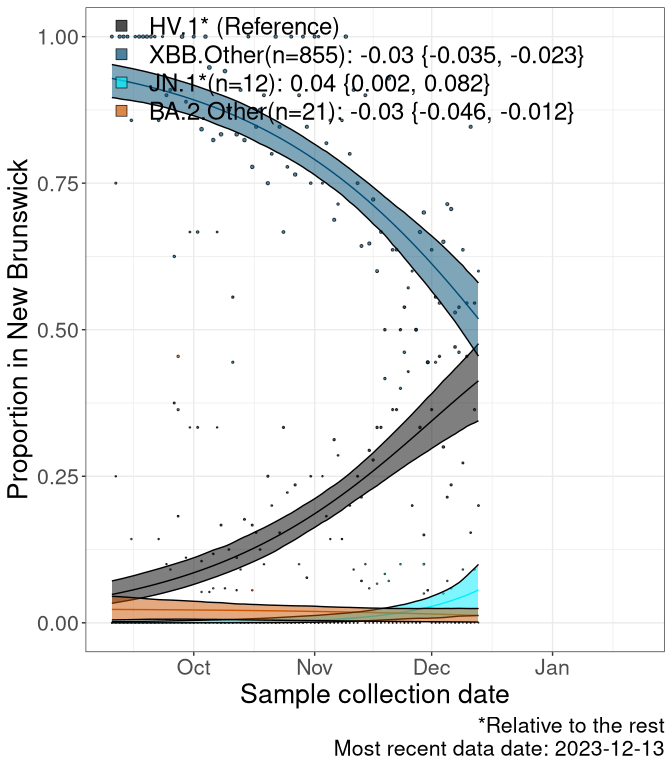 HV.1* (Reference)
XBB.Other(n=855): -0.03 {-0.035, -0.023}
JN.1*(n=12): 0.04 {0.002, 0.082}
BA.2.Other(n=21): -0.03 {-0.046, -0.012}
1.00
0.75
0.50
0.25
0.00
Proportion in New Brunswick
Oct Nov Dec Jan
Sample collection date
*Relative to the rest
Most recent data date: 2023-12-13